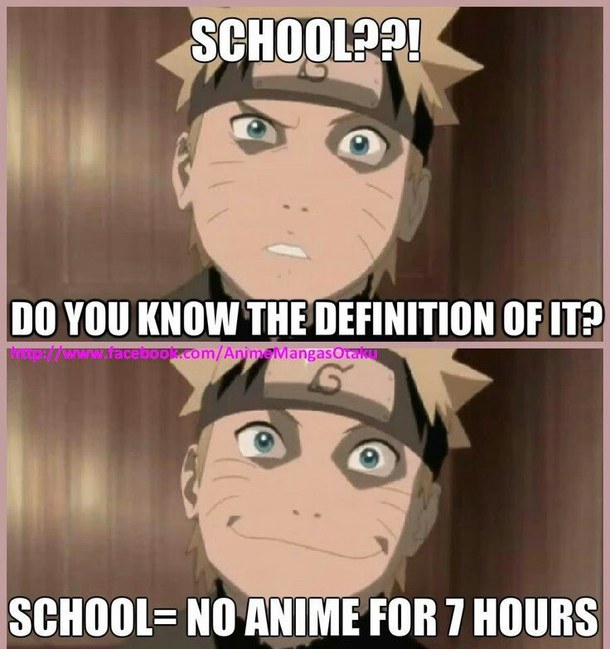 SCHOOL??!
DO YOU KNOW THE DEFINITION OF IT?
http://www.facebook.com/AnimeMangasOtaku
SCHOOL= NO ANIME FOR 7 HOURS